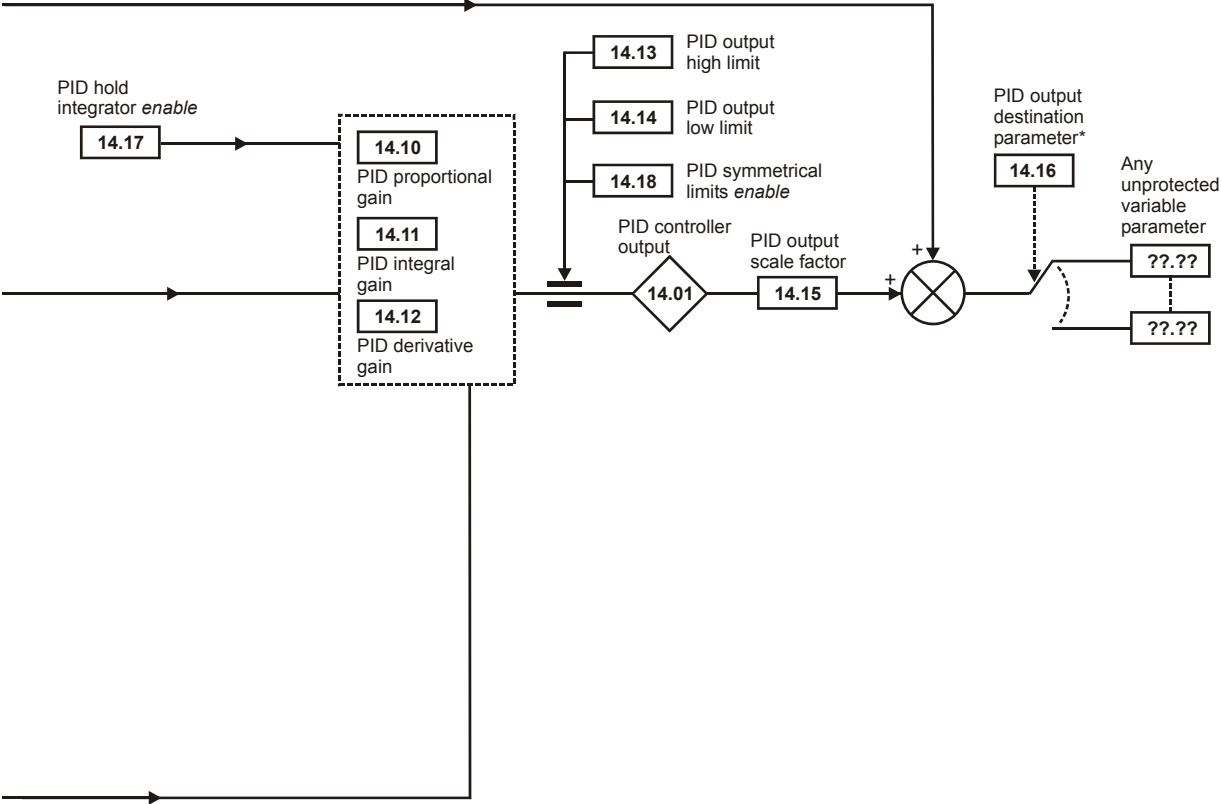 PID hold
integrator enable
14.17
14.10
PID proportional
gain
14.11
PID integral
gain
14.12
PID derivative
gain
14.13
PID output
high limit
14.14
PID output
low limit
14.18
PID symmetrical
limits enable
PID controller
output
14.01
PID output
scale factor
14.15
+
+
PID output
destination
parameter*
14.16
Any
unprotected
variable
parameter
??.??
??.??